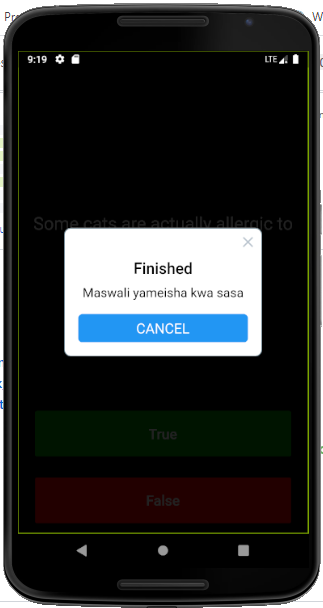 9:19 LTE
Some cats are actually allergic to
Finished
Maswali yameisha kwa sasa
CANCEL
True
False